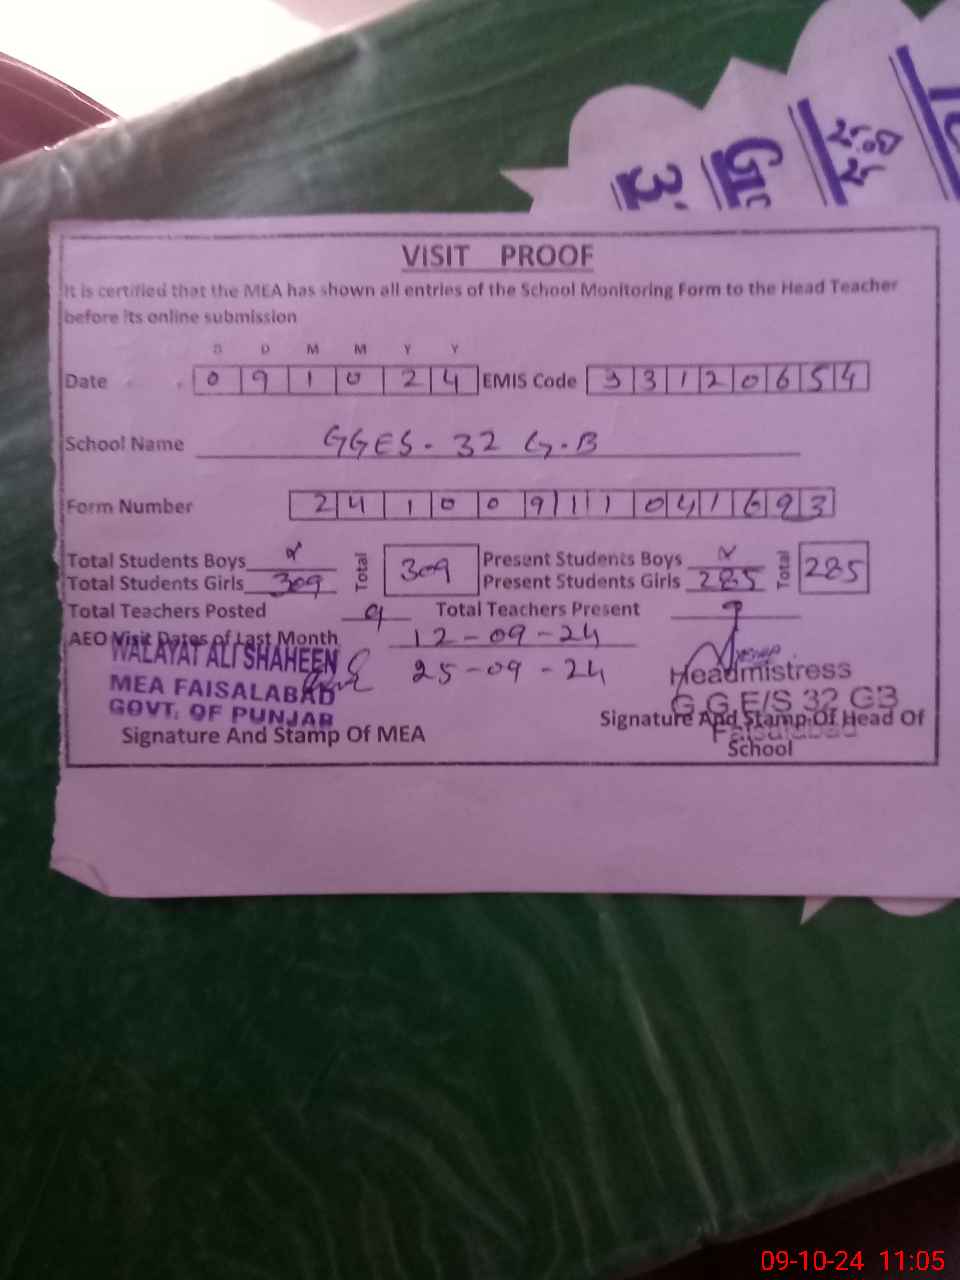 3
G
VISIT PROOF
It is certified that the MEA has shown all entries of the School Monitoring Form to the Head Teacher
before its online submission
D D M M Y Y
Date 0 9 1 0 2 4 EMIS Code 3 3 1 2 0 6 5 4
School Name GGES - 32 G.B
Form Number 2 4 1 0 0 9 1 1 1 0 4 1 6 9 3
Total Students Boys Total 309 Present Students Boys Total 285
Total Students Girls 309 Present Students Girls 285
Total Teachers Posted 9 Total Teachers Present 9
AEO Visit Dates of Last Month 12-09-24
25-09-24
WALAYAT ALI SHAHEEN
MEA FAISALABAD
GOVT. OF PUNJAB
Signature And Stamp Of MEA
Headmistress
G.G.E/S 32 GB
Faisalabad
Signature And Stamp Of Head Of
School
09-10-24 11:05